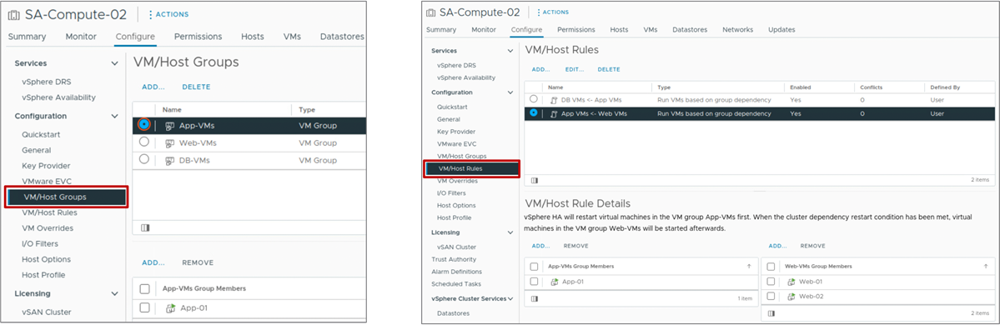 SA-Compute-02
ACTIONS
Summary Monitor Configure Permissions Hosts VMs Datastores
Services
vSphere DRS
vSphere Availability
Configuration
Quickstart
General
Key Provider
VMware EVC
VM/Host Groups
VM/Host Rules
VM Overrides
I/O Filters
Host Options
Host Profile
Licensing
vSAN Cluster
VM/Host Groups
ADD... DELETE
Name Type
App-VMs VM Group
Web-VMs VM Group
DB-VMs VM Group
ADD... REMOVE
App-VMs Group Members
App-01
SA-Compute-02
ACTIONS
Summary Monitor Configure Permissions Hosts VMs Datastores Networks Updates
Services
vSphere DRS
vSphere Availability
Configuration
Quickstart
General
Key Provider
VMware EVC
VM/Host Groups
VM/Host Rules
VM Overrides
I/O Filters
Host Options
Host Profile
Licensing
vSAN Cluster
Trust Authority
Alarm Definitions
Scheduled Tasks
vSphere Cluster Services
Datastores
VM/Host Rules
ADD... EDIT... DELETE
Name Type Enabled Conflicts Defined By
DB VMs <- App VMs Run VMs based on group dependency Yes 0 User
App VMs <- Web VMs Run VMs based on group dependency Yes 0 User
2 items
VM/Host Rule Details
vSphere HA will restart virtual machines in the VM group App-VMs first. When the cluster dependency restart condition has been met, virtual
machines in the VM group Web-VMs will be started afterwards.
ADD... REMOVE
App-VMs Group Members
App-01
1 item
ADD... REMOVE
Web-VMs Group Members
Web-01
Web-02
2 items